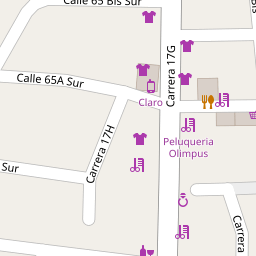 Calle 65 Bis Sur
Carrera 17G
Calle 65A Sur
Claro
Carrera 17H
Peluqueria
Olimpus
Sur
Carrera